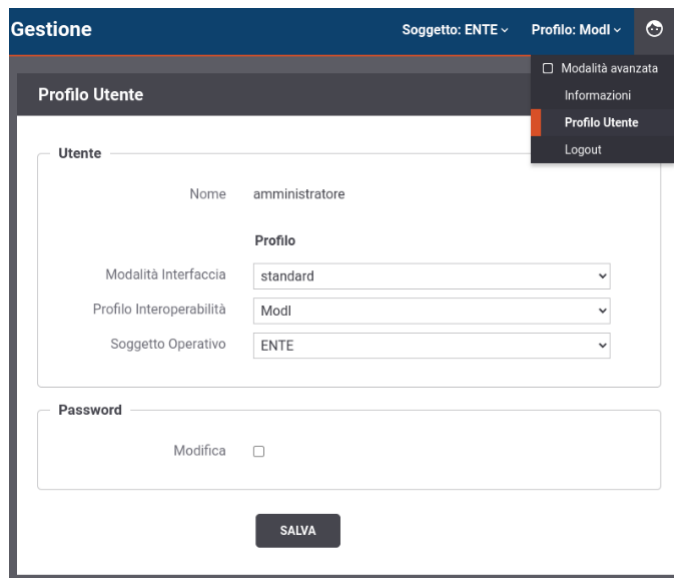 Gestione
Soggetto: ENTE
Profilo: ModI
Modalità avanzata
Informazioni
Profilo Utente
Logout
Profilo Utente
Utente
Nome amministratore
Profilo
Modalità Interfaccia standard
Profilo Interoperabilità ModI
Soggetto Operativo ENTE
Password
Modifica
SALVA